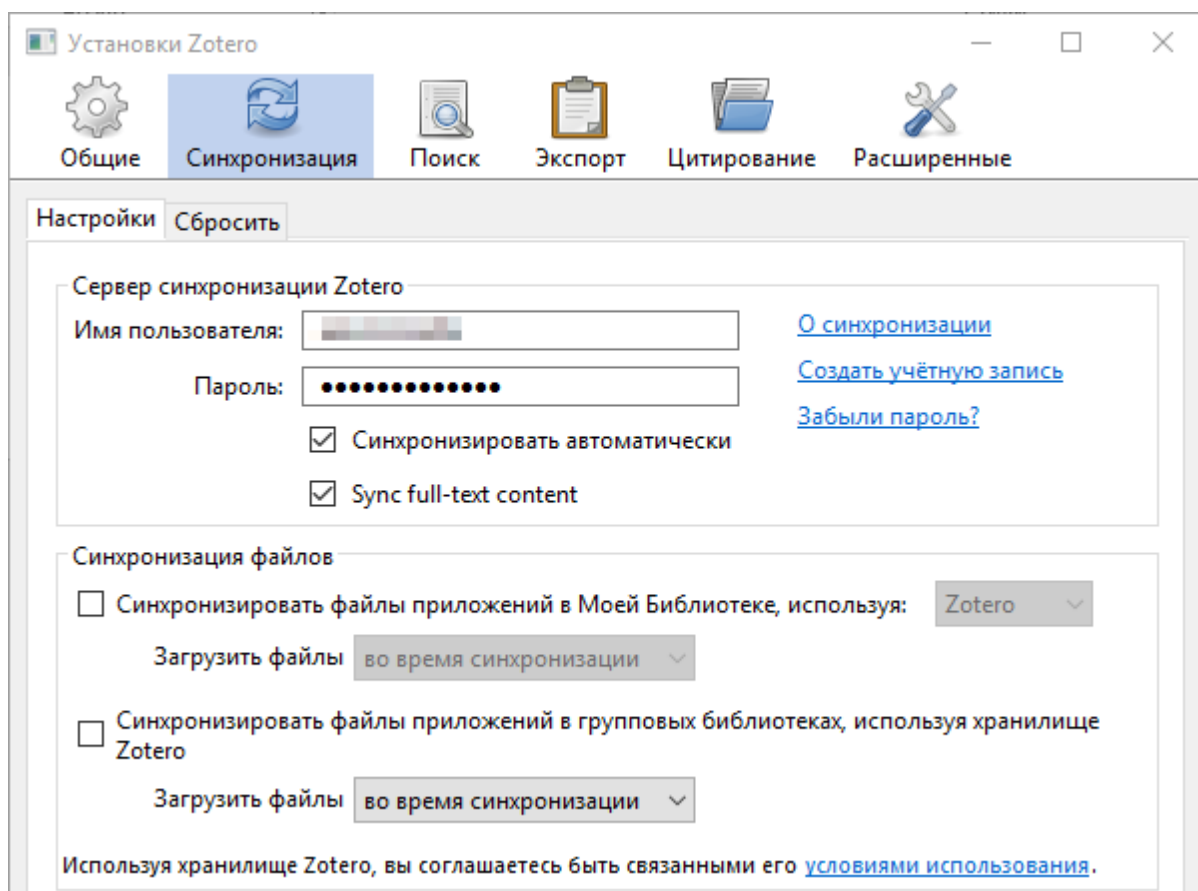 Установки Zotero
Общие Синхронизация Поиск Экспорт Цитирование Расширенные
Настройки Сбросить
Сервер синхронизации Zotero
Имя пользователя:
О синхронизации
Пароль:
Создать учётную запись
Забыли пароль?
Синхронизировать автоматически
Sync full-text content
Синхронизация файлов
Синхронизировать файлы приложений в Моей Библиотеке, используя: Zotero
Загрузить файлы во время синхронизации
Синхронизировать файлы приложений в групповых библиотеках, используя хранилище
Zotero
Загрузить файлы во время синхронизации
Используя хранилище Zotero, вы соглашаетесь быть связанными его условиями использования.